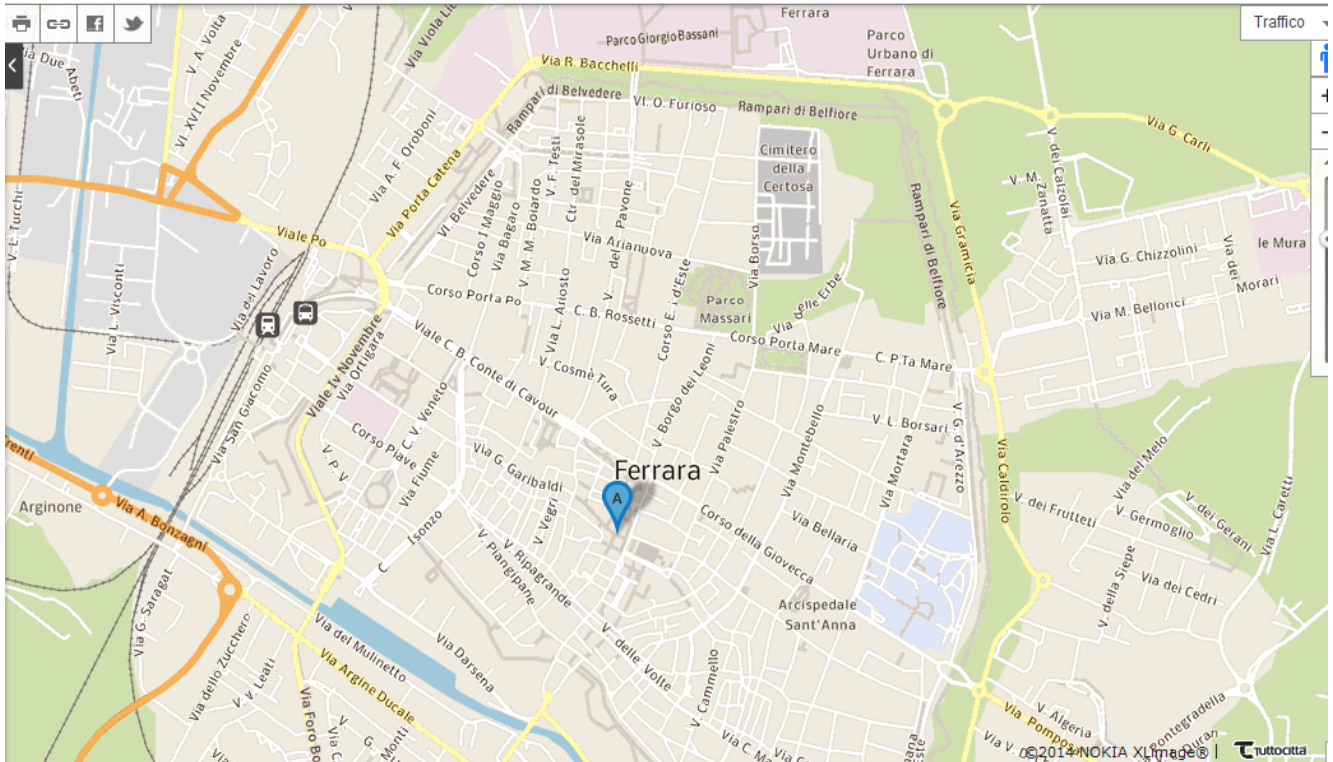 Ferrara
Traffico
Parco
Urbano di
Ferrara
Parco Giorgio Bassani
Via R. Bacchelli
Vl. O. Furioso
Rampari di Belvedere
Rampari di Belfiore
Via Due Abeti
V. A. Volta
Vl. XVII Novembre
Cimitero
della
Certosa
Via A. F. Oroboni
Via Porta Catena
Vl. Belvedere
Corso I Maggio
Via Bagaro
V. M. M. Boiardo
V. F. Testi
Ctr. del Mirasole
V. del Pavone
Via Arianuova
Corso E. I d'Este
Via Borso
Via delle Erbe
Rampari di Belfiore
Via Gramicia
V. dei Calzolai
V. M.
Zanatta
Via G. Carli
Via G. Chizzolini
Via dei
Morari
le Mura
Via M. Bellonci
V. L. Turchi
Via L. Visconti
Via del Lavoro
Viale Po
Corso Porta Po
Via L. Ariosto
C. B. Rossetti
Parco
Massari
Corso Porta Mare
C. P.Ta Mare
Viale C. B. Conte di Cavour
V. Cosmè Tura
V. Borgo dei Leoni
Via Palestro
Via Montebello
V. L. Borsari
Via Mortara
V. G. d'Arezzo
Via Caldirolo
Viale Iv Novembre
Via Ortigara
Via San Giacomo
C. V. Veneto
Corso Piave
V. P. V
Via Fiume
C. Isonzo
Via G. Garibaldi
V. Vegri
Ferrara
A
Corso della Giovecca
Via Bellaria
V. dei Frutteti
Via del Melo
V. Germoglio
V. dei Gerani
Via L. Caretti
V. della Siepe
Via dei Cedri
Arginone
Via A. Bonzagni
V. Piangipane
V. Ripagrande
V. delle Volte
V. Cammello
Arcispedale
Sant'Anna
Via G. Saragat
Via dello Zucchero
V. V. Leati
Via del Mulinetto
Via Argine Ducale
Via Darsena
V. Algeria
©2014 NOKIA XLimage® | Tuttocittà